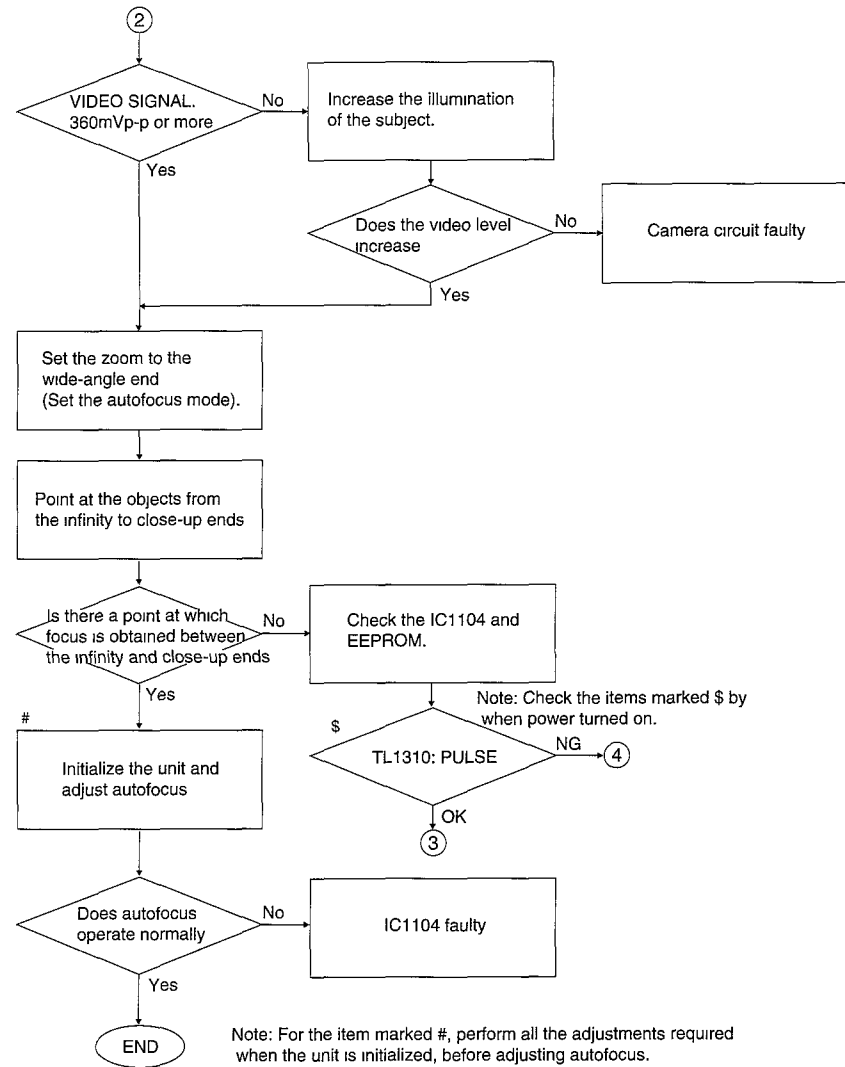 2
VIDEO SIGNAL.
360mVp-p or more
No
Increase the illumination
of the subject.
Yes
Does the video level
increase
No
Camera circuit faulty
Yes
Set the zoom to the
wide-angle end
(Set the autofocus mode).
Point at the objects from
the infinity to close-up ends
Is there a point at which
focus is obtained between
the infinity and close-up ends
No
Check the IC1104 and
EEPROM.
Yes
Note: Check the items marked $ by
when power turned on.
#
Initialize the unit and
adjust autofocus
$
TL1310: PULSE
NG
4
OK
3
Does autofocus
operate normally
No
IC1104 faulty
Yes
END
Note: For the item marked #, perform all the adjustments required
when the unit is initialized, before adjusting autofocus.